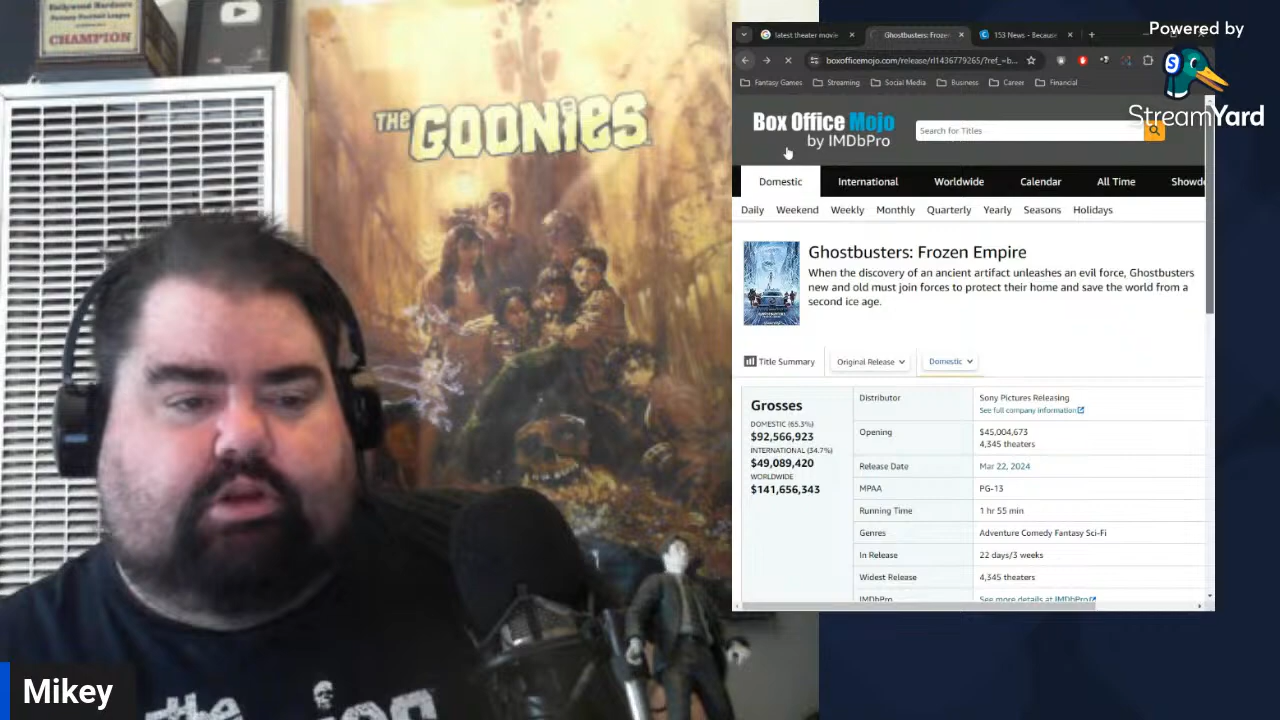 Hollywood Hardware
CHAMPION
THE GOONiES
Mikey
the
Powered by
StreamYard
latest theater movie
Ghostbusters: Frozen
153 News - Because
boxofficemojo.com/release/rl1436779265/?ref_=b...
Fantasy Games
Streaming
Social Media
Business
Career
Financial
Box Office Mojo
by IMDbPro
Search for Titles
Domestic
International
Worldwide
Calendar
All Time
Showd
Daily
Weekend
Weekly
Monthly
Quarterly
Yearly
Seasons
Holidays
Ghostbusters: Frozen Empire
When the discovery of an ancient artifact unleashes an evil force, Ghostbusters
new and old must join forces to protect their home and save the world from a
second ice age.
Title Summary
Original Release
Domestic
Grosses
DOMESTIC (65.3%)
$92,566,923
INTERNATIONAL (34.7%)
$49,089,420
WORLDWIDE
$141,656,343
Distributor
Sony Pictures Releasing
See full company information
Opening
$45,004,673
4,345 theaters
Release Date
Mar 22, 2024
MPAA
PG-13
Running Time
1 hr 55 min
Genres
Adventure Comedy Fantasy Sci-Fi
In Release
22 days/3 weeks
Widest Release
4,345 theaters
IMDbPro
See more details at IMDbPro